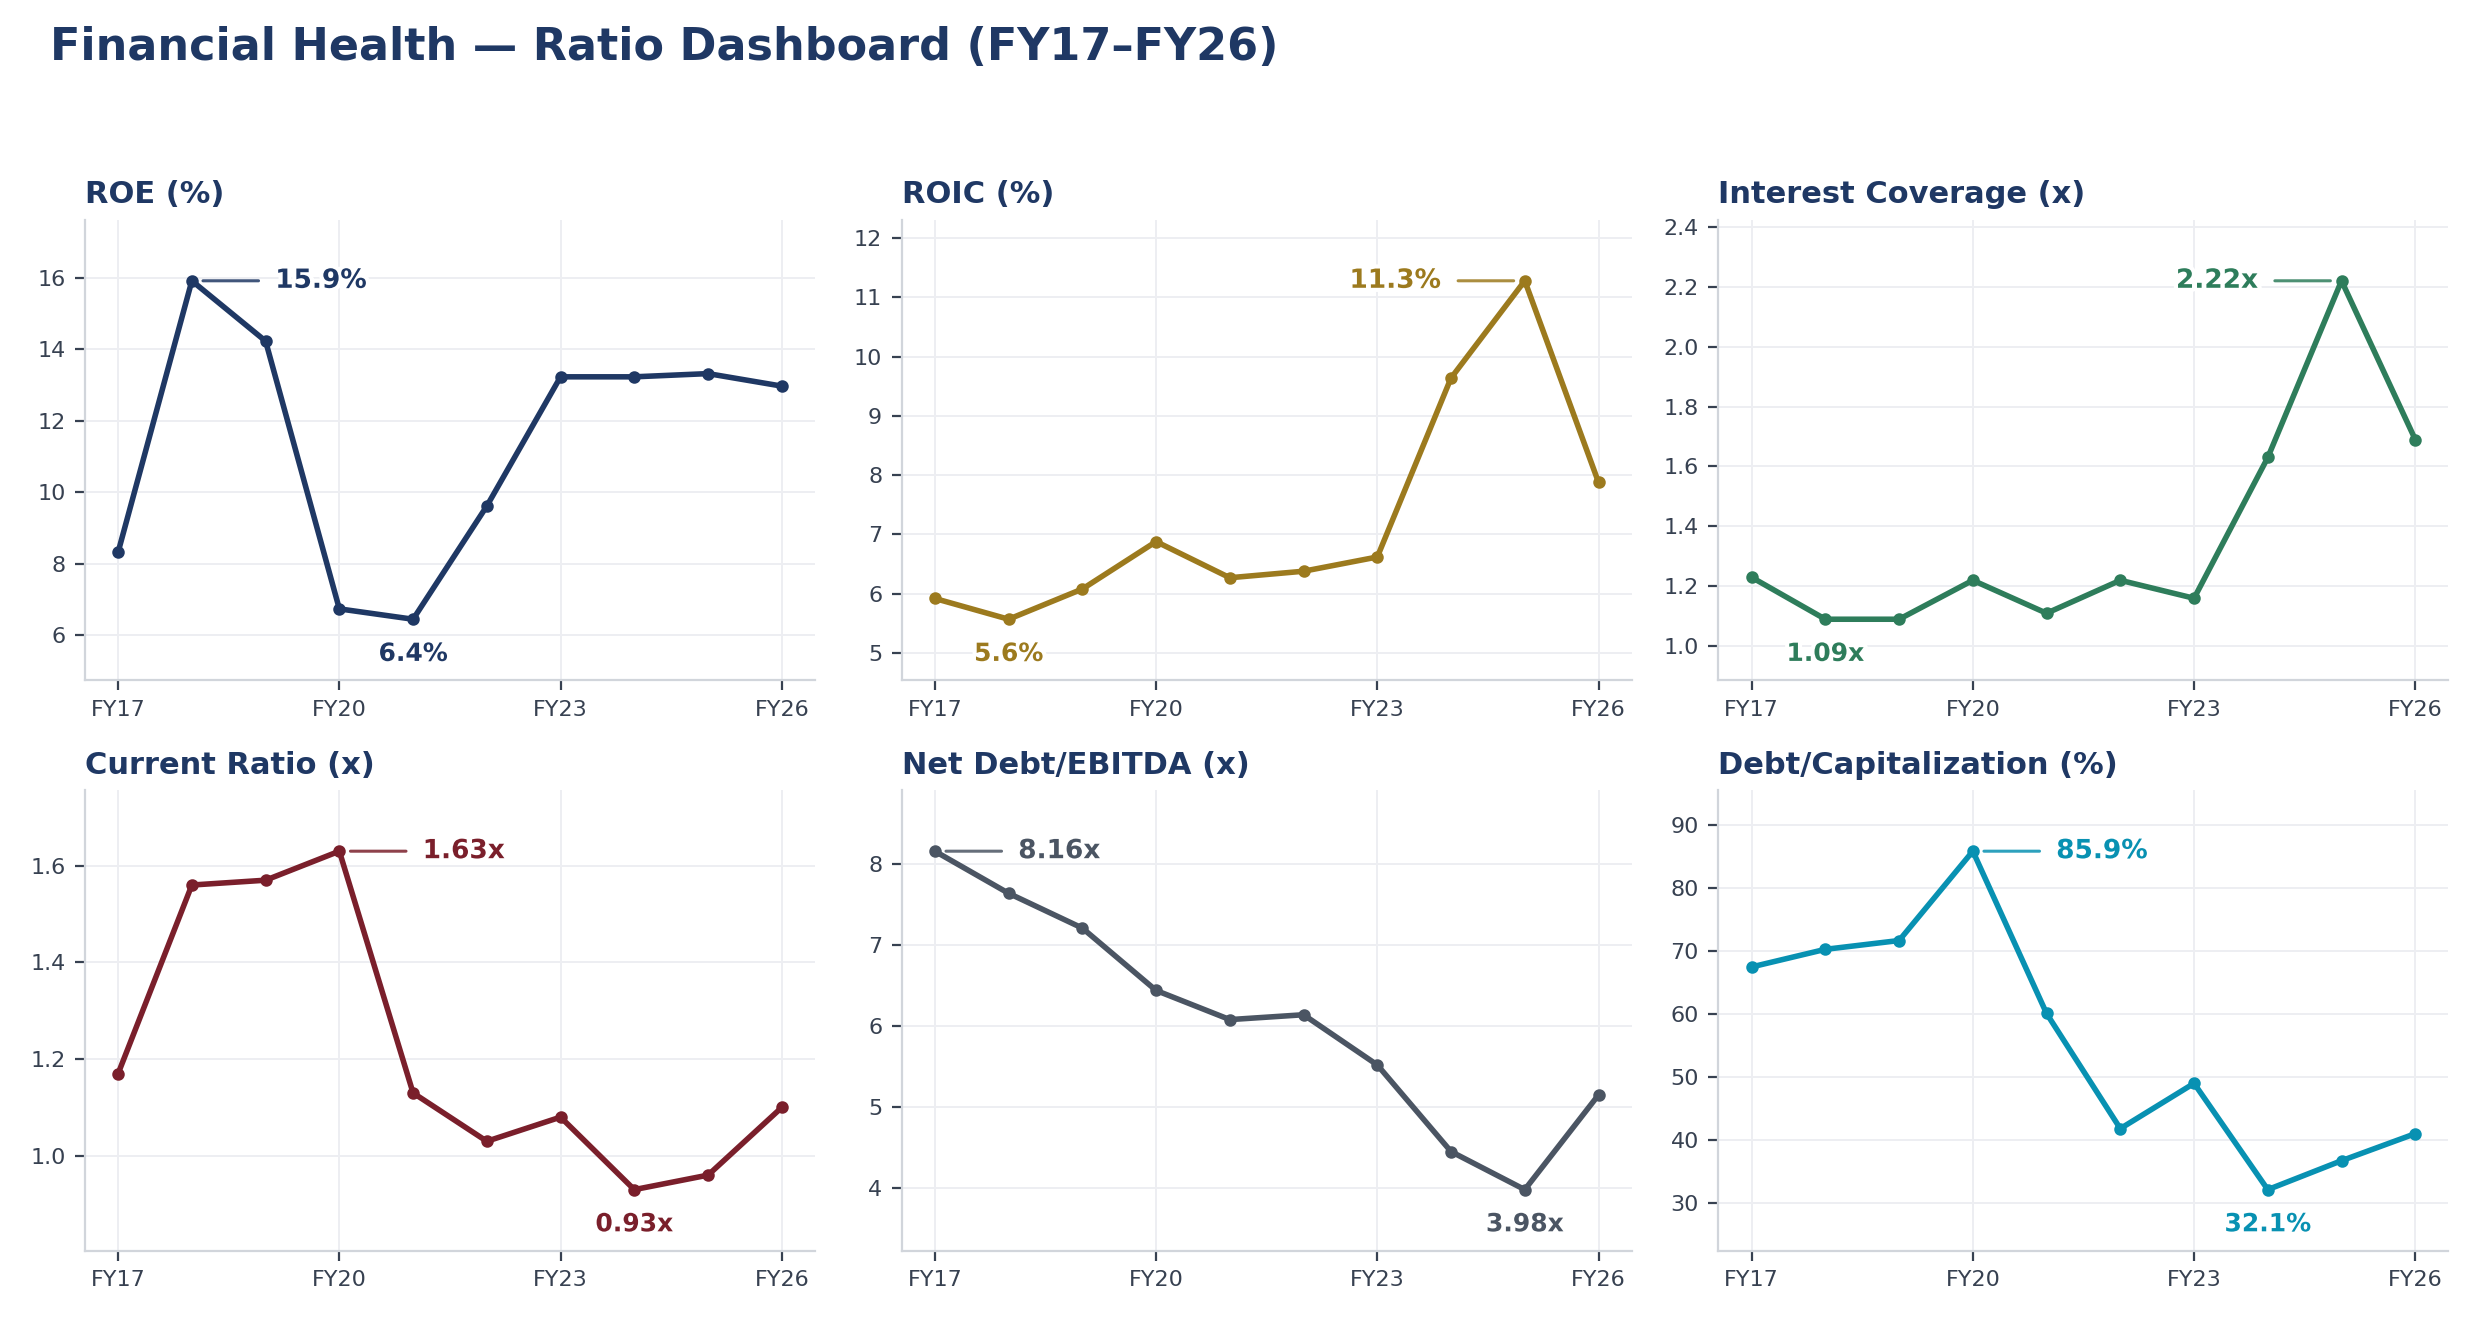 Financial Health — Ratio Dashboard (FY17–FY26)
ROE (%)
16
14
12
10
8
6
15.9%
6.4%
FY17 FY20 FY23 FY26
ROIC (%)
12
11
10
9
8
7
6
5
11.3%
5.6%
FY17 FY20 FY23 FY26
Interest Coverage (x)
2.4
2.2
2.0
1.8
1.6
1.4
1.2
1.0
2.22x
1.09x
FY17 FY20 FY23 FY26
Current Ratio (x)
1.6
1.4
1.2
1.0
1.63x
0.93x
FY17 FY20 FY23 FY26
Net Debt/EBITDA (x)
8
7
6
5
4
8.16x
3.98x
FY17 FY20 FY23 FY26
Debt/Capitalization (%)
90
80
70
60
50
40
30
85.9%
32.1%
FY17 FY20 FY23 FY26